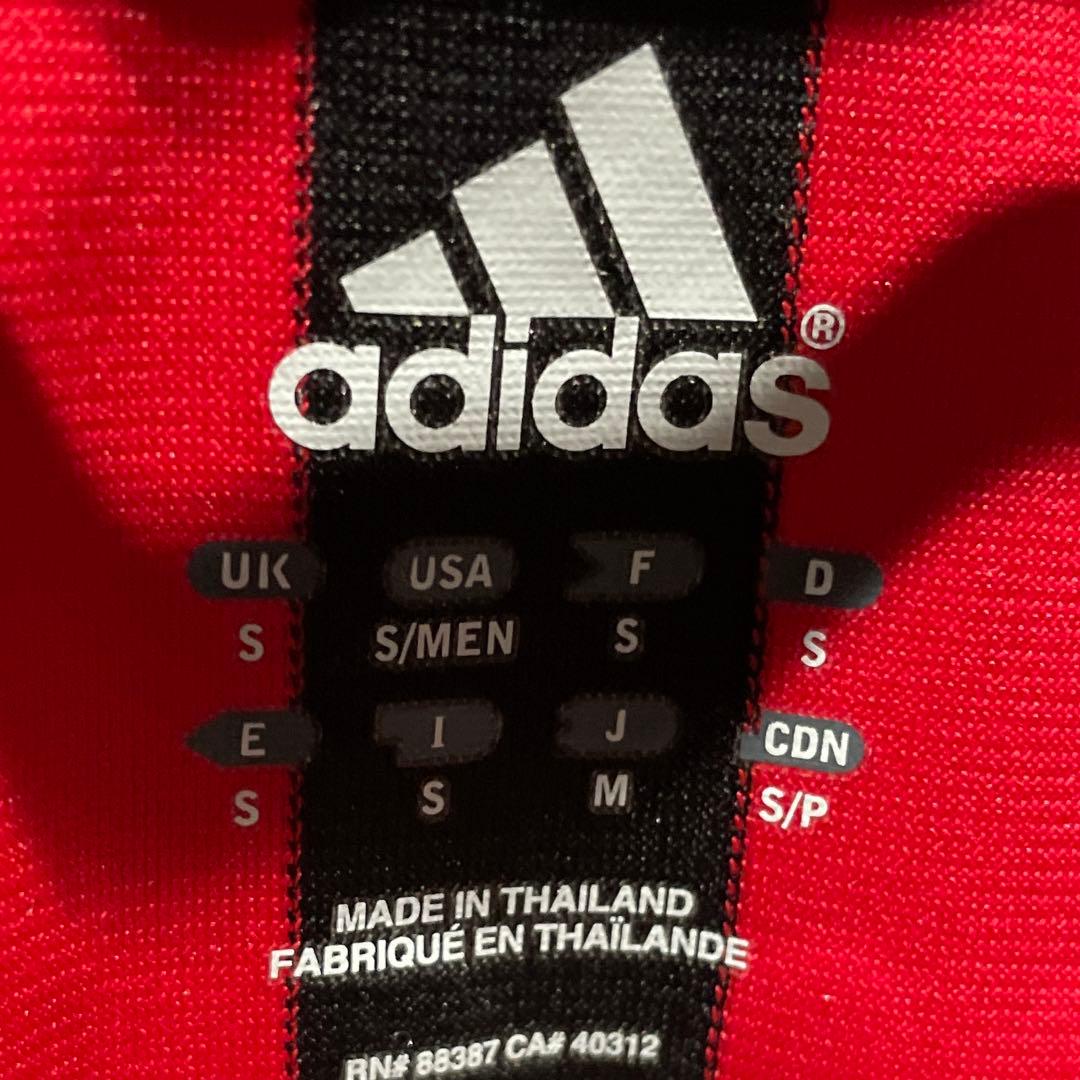 adidas®
UK USA F D
S S/MEN S S
E I J CDN
S S M S/P
MADE IN THAILAND
FABRIQUÉ EN THAÏLANDE
RN# 88387 CA# 40312